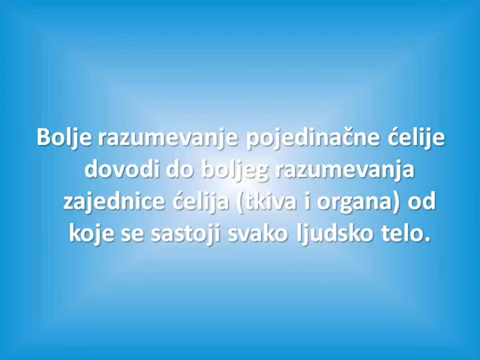 Bolje razumevanje pojedinačne ćelije
dovodi do boljeg razumevanja
zajednice ćelija (tkiva i organa) od
koje se sastoji svako ljudsko telo.